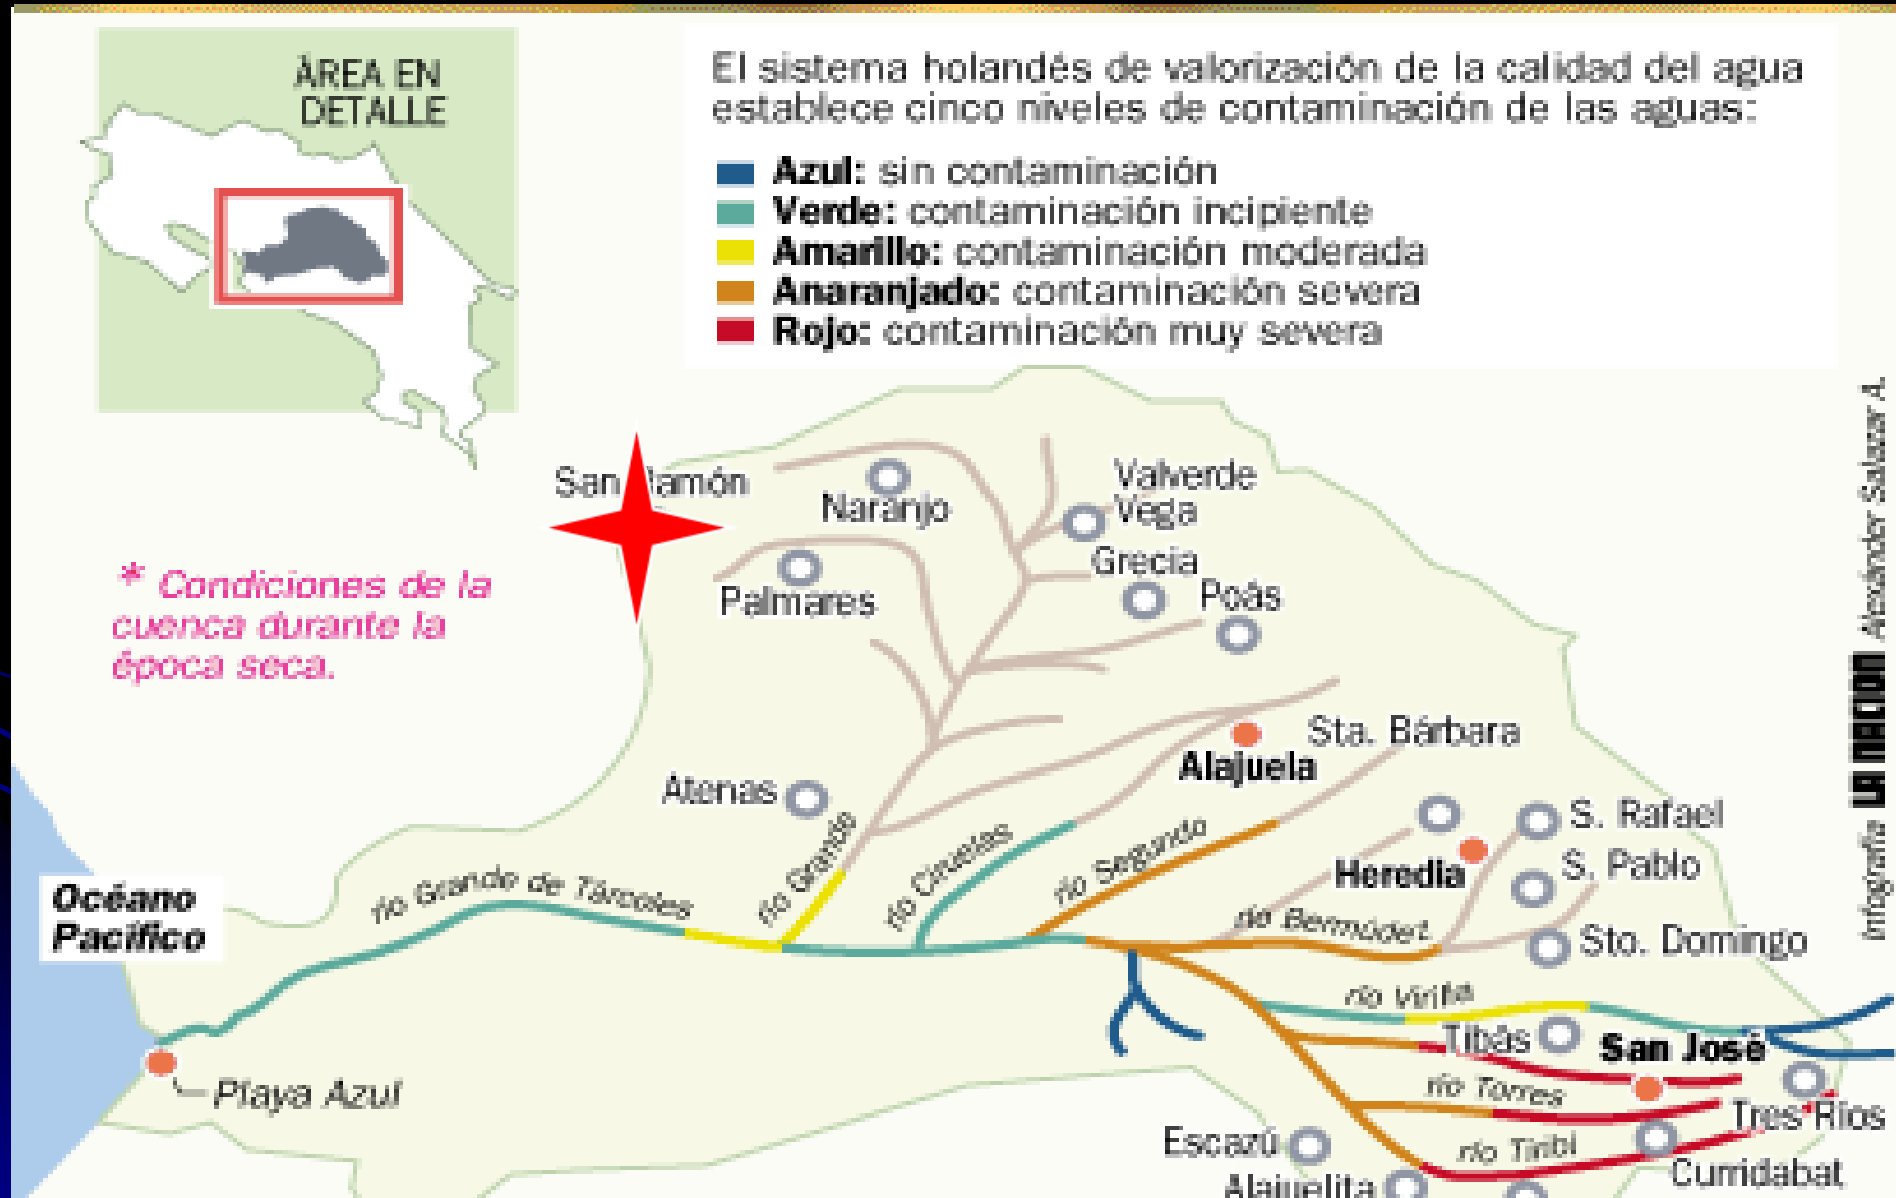 ÁREA EN
DETALLE
El sistema holandés de valorización de la calidad del agua
establece cinco niveles de contaminación de las aguas:
Azul: sin contaminación
Verde: contaminación incipiente
Amarillo: contaminación moderada
Anaranjado: contaminación severa
Rojo: contaminación muy severa
San Ramón
Naranjo
Valverde
Vega
Grecia
Poás
Palmares
* Condiciones de la
cuenca durante la
época seca.
Atenas
Alajuela
Sta. Bárbara
S. Rafael
S. Pablo
Heredia
Sto. Domingo
Océano
Pacífico
río Grande de Tárcoles
río Grande
río Ciruelas
río Segundo
río Bermúdez
río Virilla
Tibás
San José
río Torres
Tres Ríos
río Tiribí
Escazú
Curridabat
Alajuelita
Playa Azul
Infografía LA NACION Alexánder Salazar A.